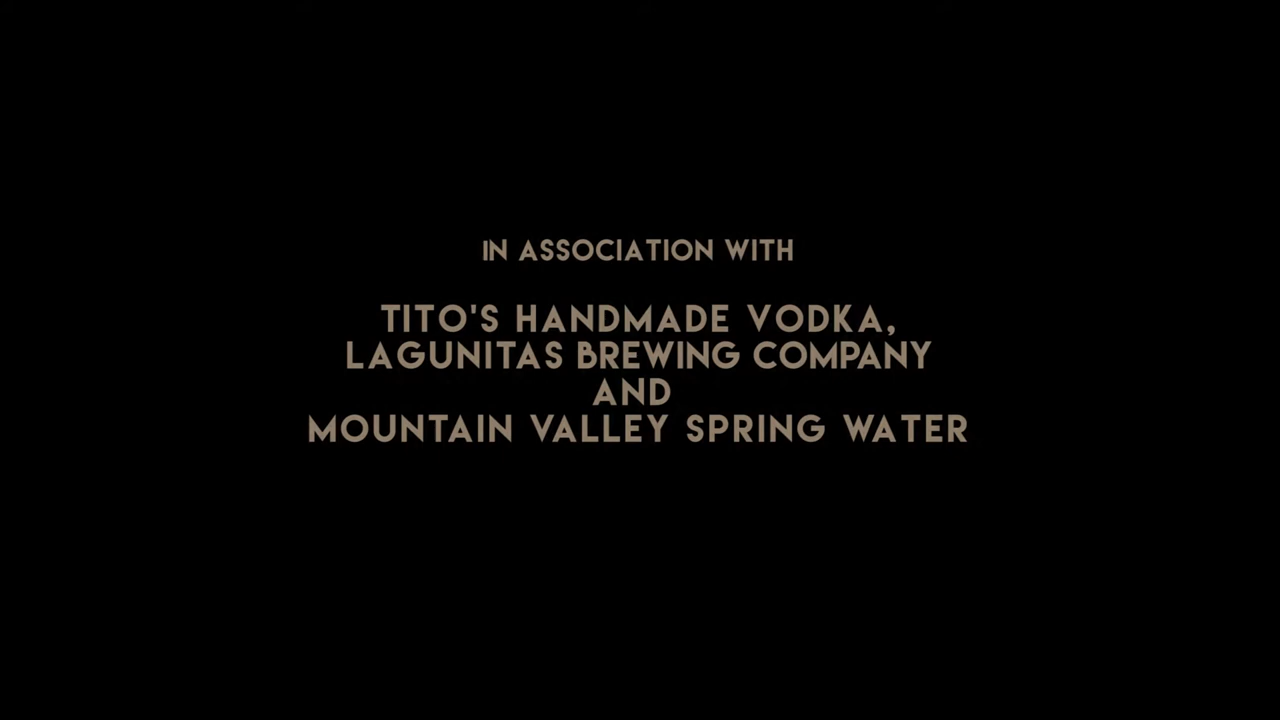 IN ASSOCIATION WITH
TITO'S HANDMADE VODKA,
LAGUNITAS BREWING COMPANY
AND
MOUNTAIN VALLEY SPRING WATER